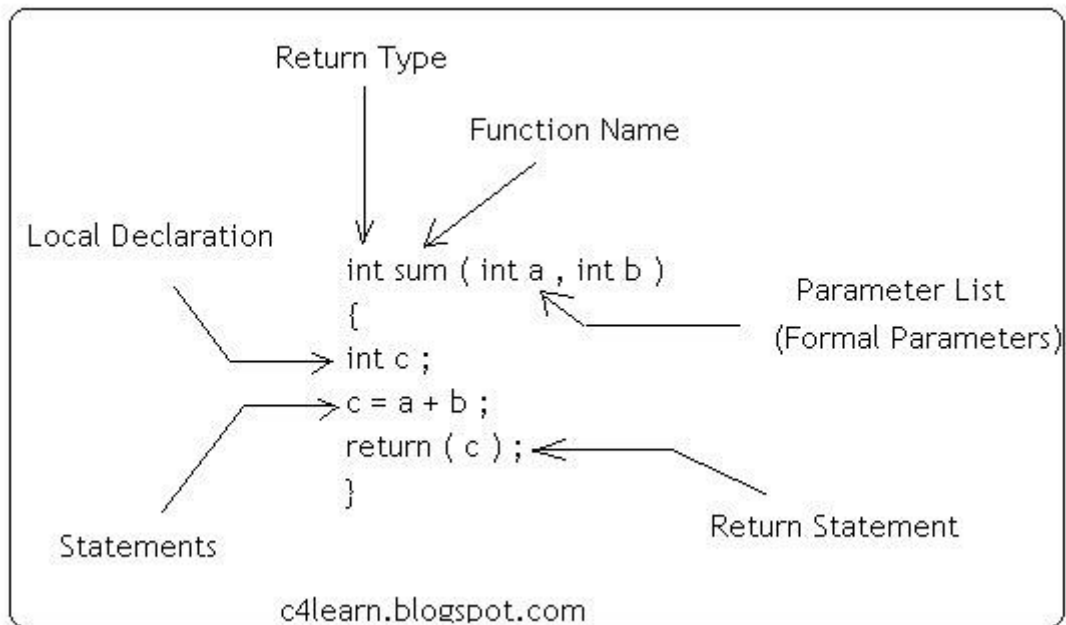 Return Type
Function Name
Local Declaration
int sum ( int a , int b )
Parameter List
(Formal Parameters)
{
int c ;
c = a + b ;
return ( c ) ;
}
Return Statement
Statements
c4learn.blogspot.com